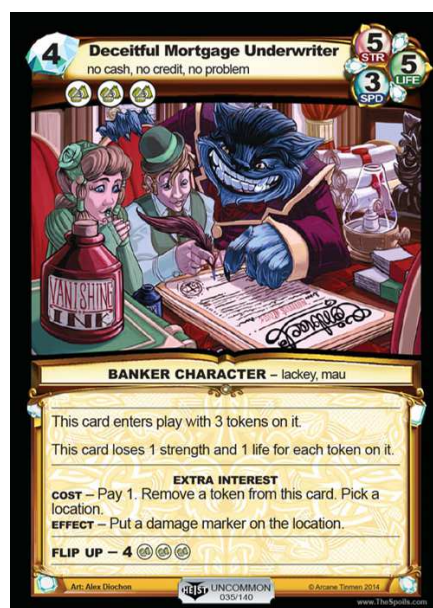 4
Deceitful Mortgage Underwriter
no cash, no credit, no problem
5
STR
5
LIFE
3
SPD
VANISHING
INK
BANKER CHARACTER – lackey, mau
This card enters play with 3 tokens on it.
This card loses 1 strength and 1 life for each token on it.
EXTRA INTEREST
COST – Pay 1. Remove a token from this card. Pick a
location.
EFFECT – Put a damage marker on the location.
FLIP UP – 4
Art: Alex Diochon
HEIST
UNCOMMON
035/140
© Arcane Tinmen 2014
www.TheSpoils.com